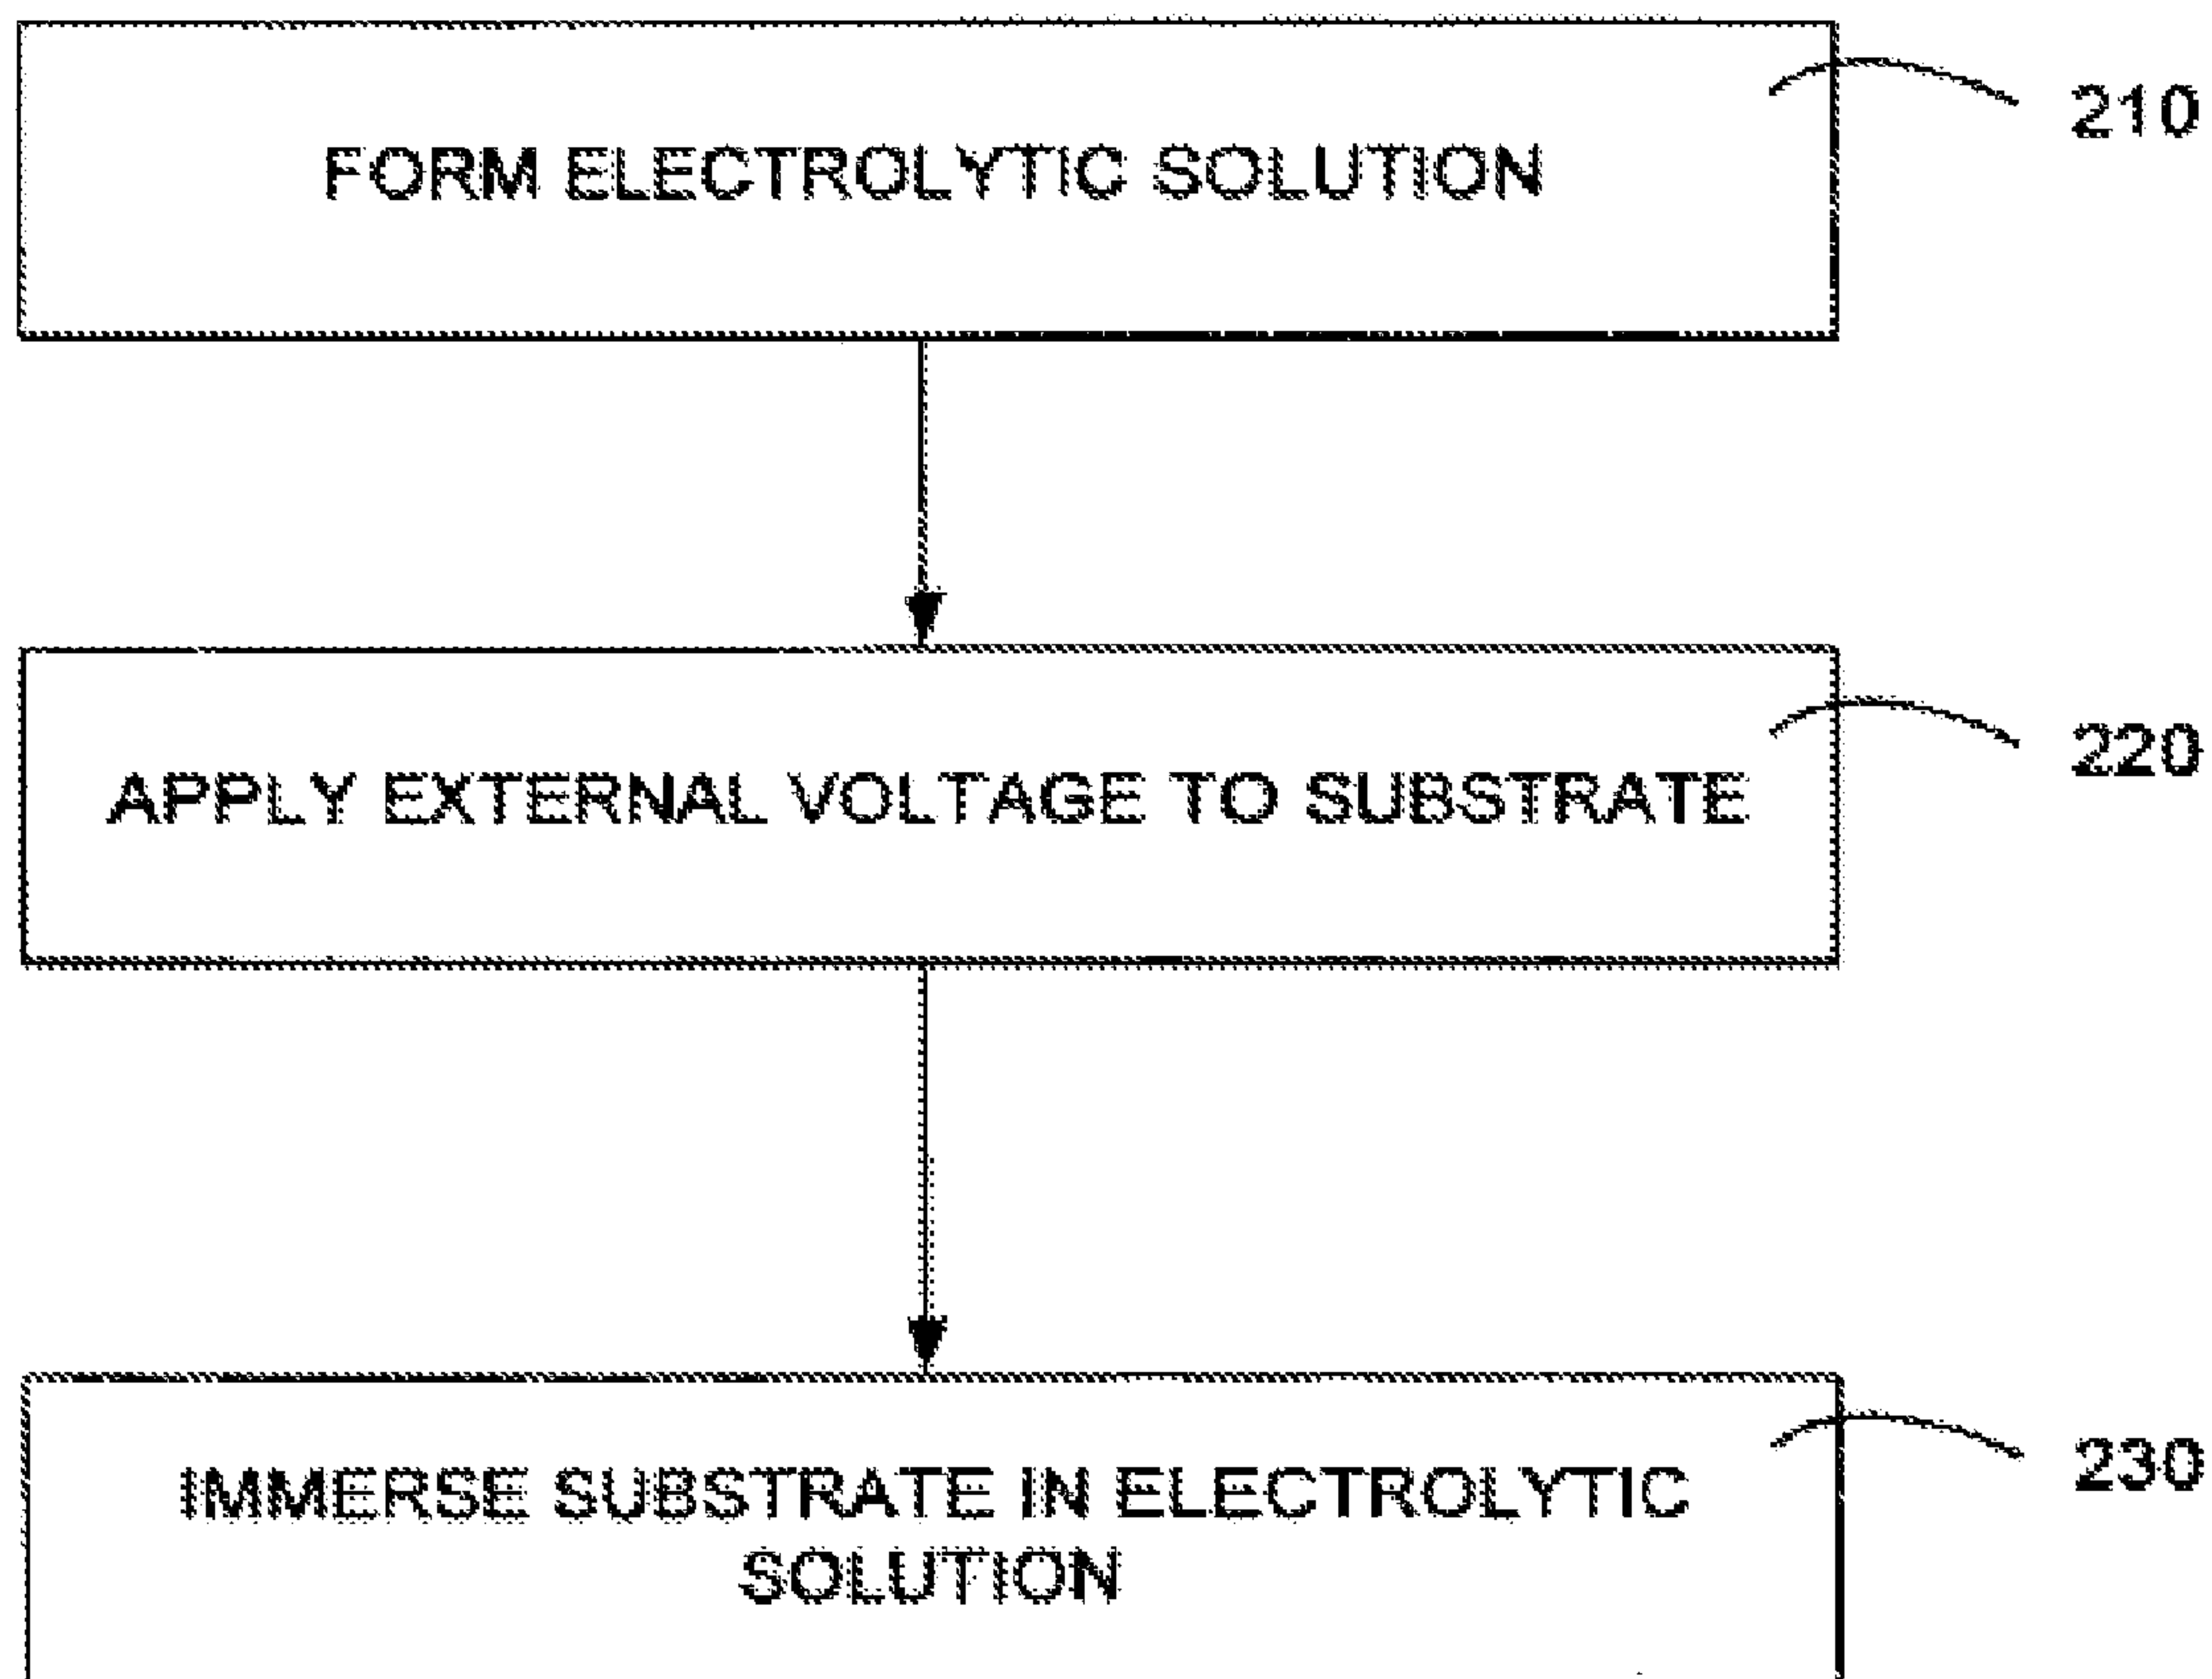 FORM ELECTROLYTIC SOLUTION
210
APPLY EXTERNAL VOLTAGE TO SUBSTRATE
220
IMMERSE SUBSTRATE IN ELECTROLYTIC
SOLUTION
230